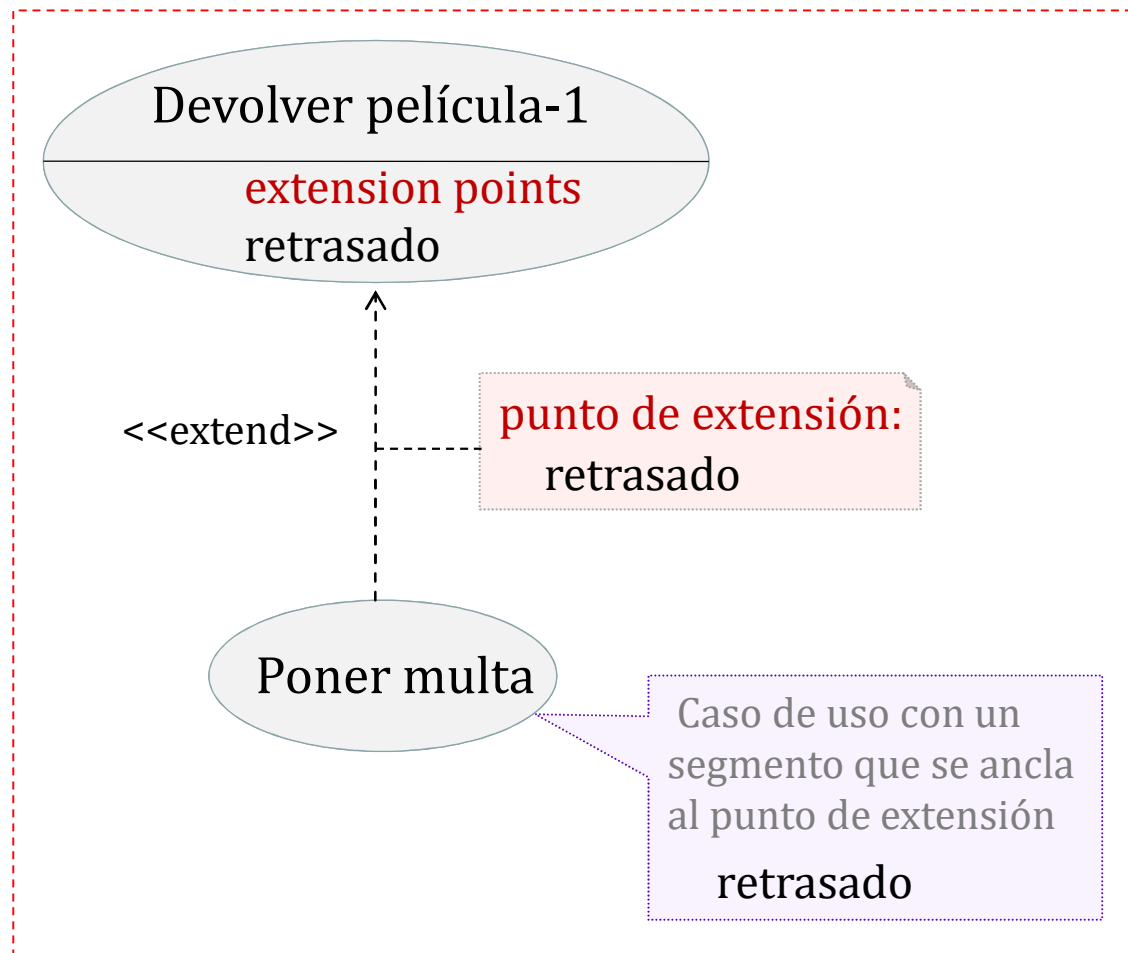 Devolver película-1
extension points
retrasado
<<extend>>
punto de extensión:
retrasado
Poner multa
Caso de uso con un
segmento que se ancla
al punto de extensión
retrasado